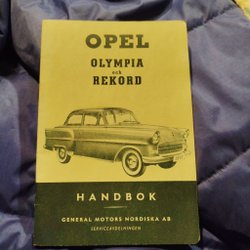 OPEL
OLYMPIA
och
REKORD
HANDBOK
GENERAL MOTORS NORDISKA AB
SERVICEAVDELNINGEN